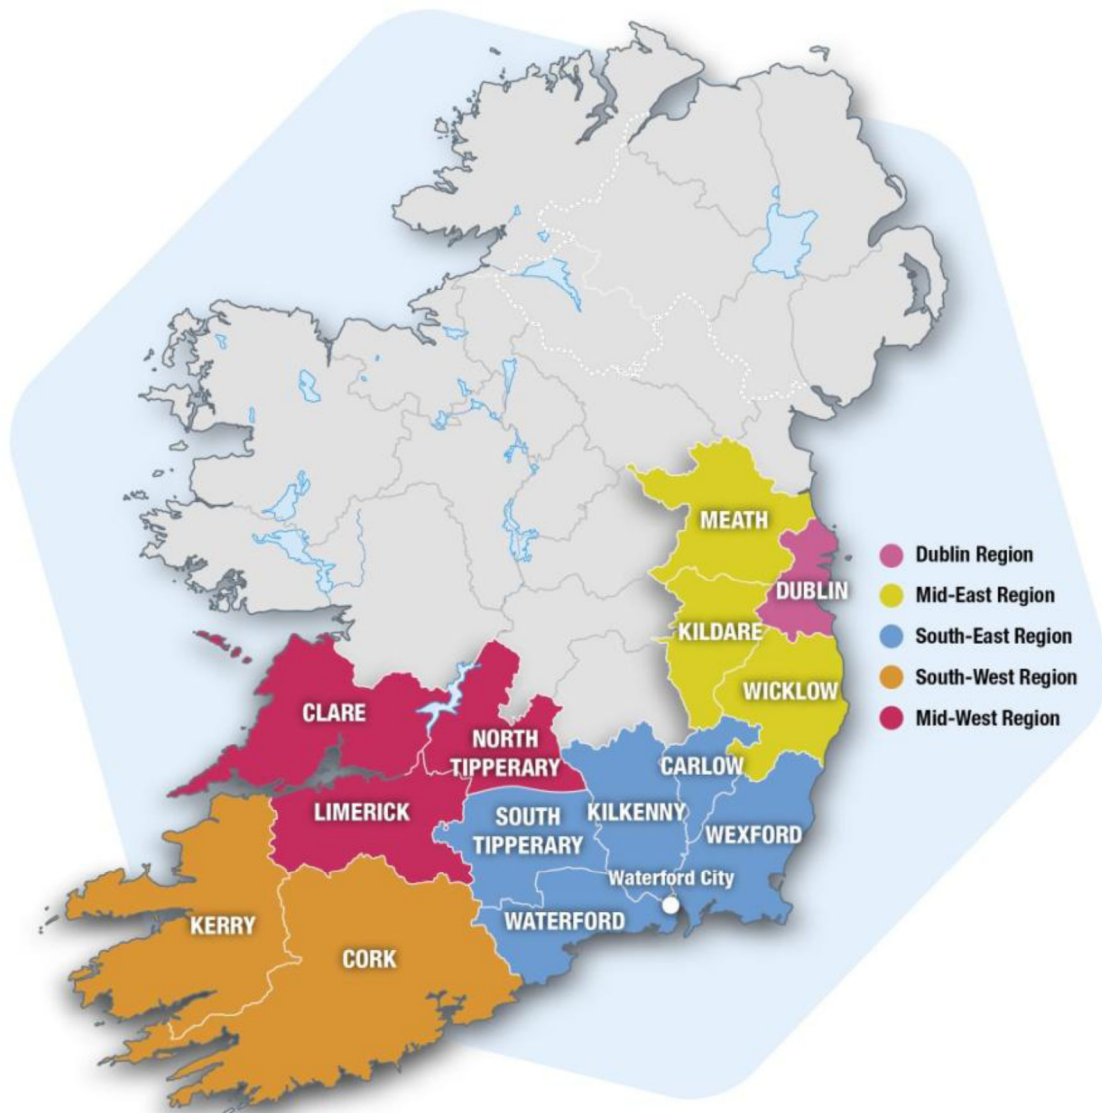 MEATH
DUBLIN
KILDARE
WICKLOW
CLARE
NORTH
TIPPERARY
CARLOW
LIMERICK
SOUTH
TIPPERARY
KILKENNY
WEXFORD
Waterford City
WATERFORD
KERRY
CORK
Dublin Region
Mid-East Region
South-East Region
South-West Region
Mid-West Region